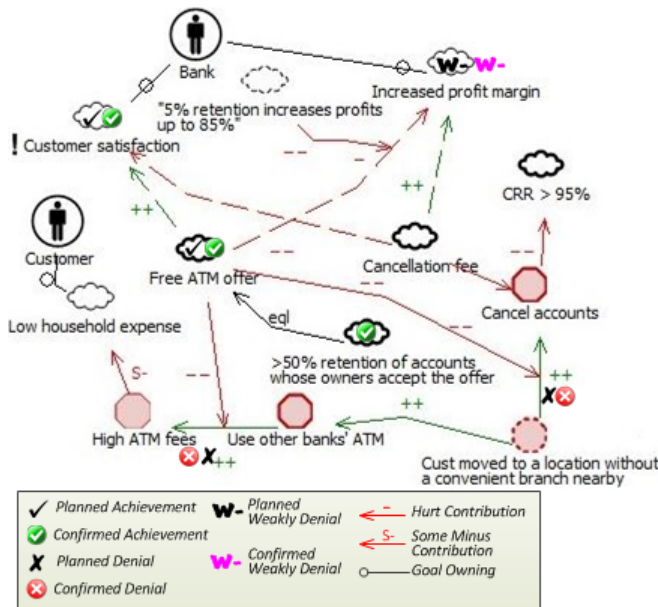 Bank
W- W-
Increased profit margin
"5% retention increases profits
up to 85%"
! Customer satisfaction
-- -
++
CRR > 95%
++
Customer
Free ATM offer
--
Cancellation fee
--
--
Cancel accounts
Low household expense
eql
--
>50% retention of accounts
whose owners accept the offer
++
S-
--
++
High ATM fees
Use other banks' ATM
++
Cust moved to a location without
a convenient branch nearby
Planned Achievement
Confirmed Achievement
Planned Denial
Confirmed Denial
W- Planned
Weakly Denial
W- Confirmed
Weakly Denial
- Hurt Contribution
S- Some Minus
Contribution
Goal Owning